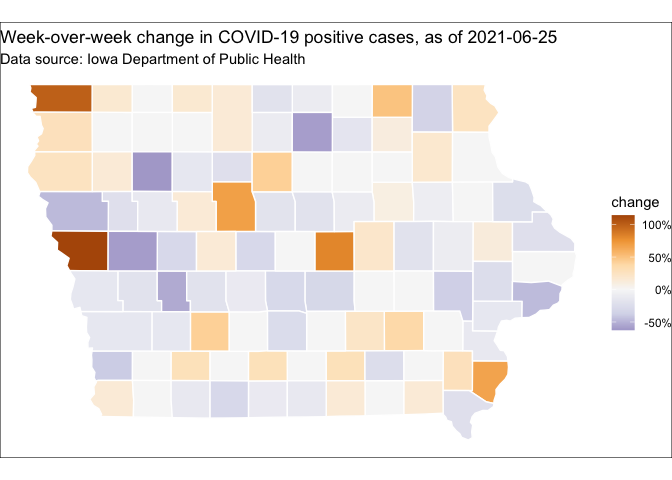 Week-over-week change in COVID-19 positive cases, as of 2021-06-25
Data source: Iowa Department of Public Health
change
100%
50%
0%
-50%